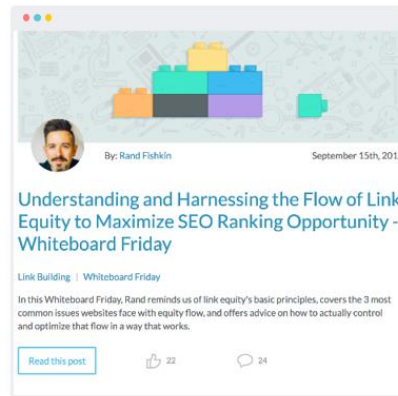 By: Rand Fishkin
September 15th, 201
Understanding and Harnessing the Flow of Link
Equity to Maximize SEO Ranking Opportunity -
Whiteboard Friday
Link Building | Whiteboard Friday
In this Whiteboard Friday, Rand reminds us of link equity's basic principles, covers the 3 most
common issues websites face with equity flow, and offers advice on how to actually control
and optimize that flow in a way that works.
Read this post
22
24